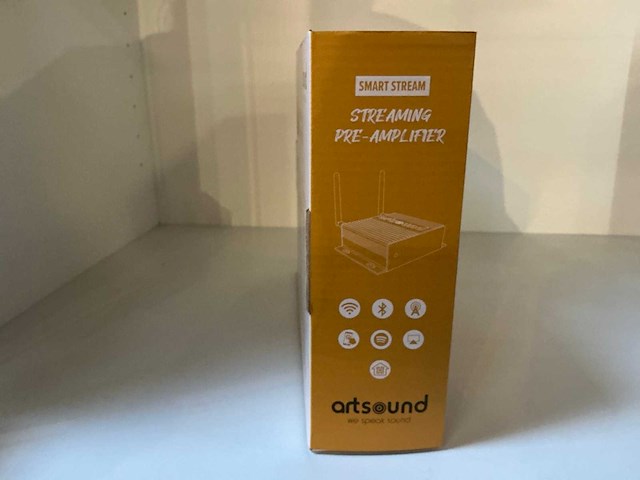 SMART STREAM
STREAMING
PRE-AMPLIFIER
artsound
we speak sound